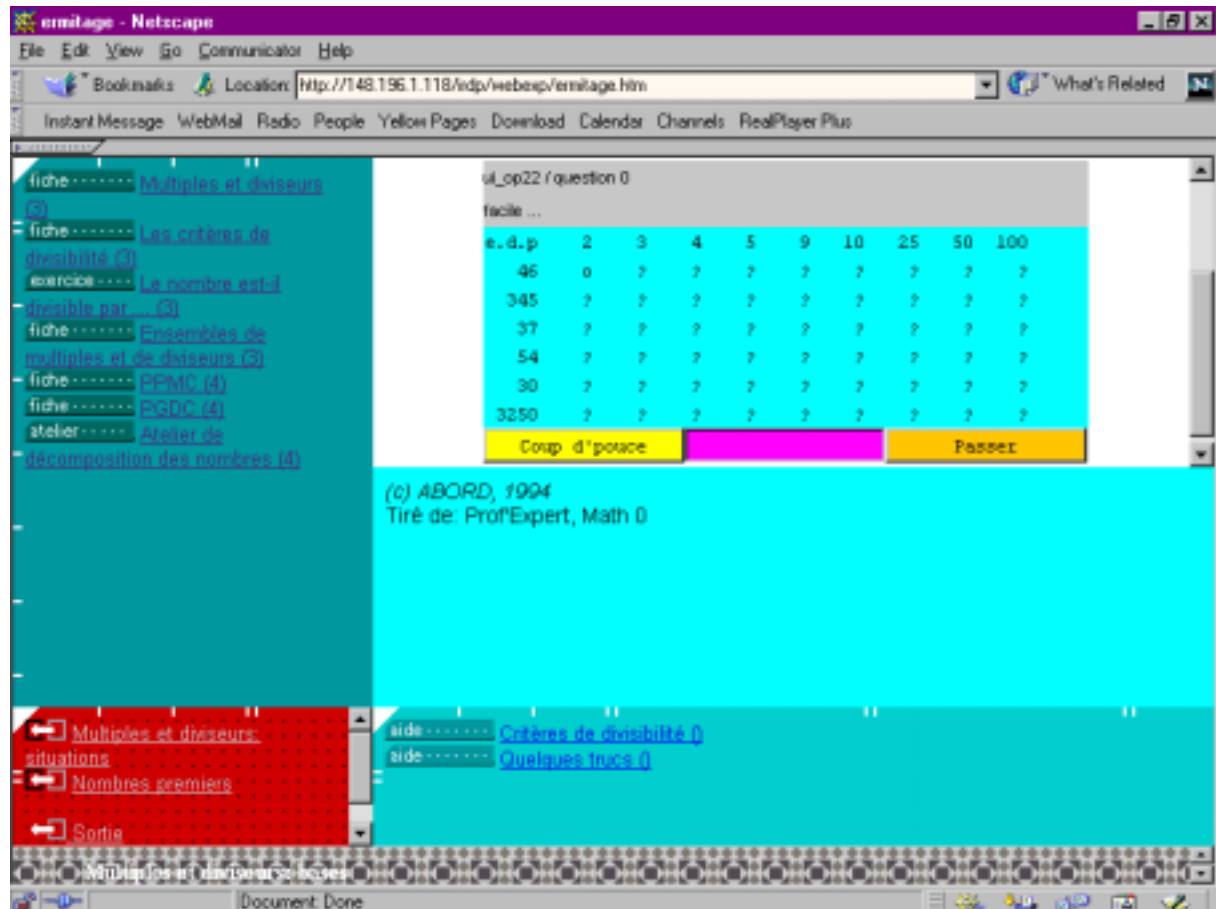 ermitage - Netscape
File Edit View Go Communicator Help
Bookmarks Location: http://148.196.1.118/irdp/webexp/ermitage.htm What's Related
Instant Message WebMail Radio People Yellow Pages Download Calendar Channels RealPlayer Plus
fiche Multiples et diviseurs
(3)
fiche Les critères de
divisibilité (3)
exercice Le nombre est-il
divisible par ... (3)
fiche Ensembles de
multiples et de diviseurs (3)
fiche PPMC (4)
fiche PGDC (4)
atelier Atelier de
décomposition des nombres (4)
ul_op22 / question 0
facile ...
e.d.p 2 3 4 5 9 10 25 50 100
46 o ? ? ? ? ? ? ? ?
345 ? ? ? ? ? ? ? ? ?
37 ? ? ? ? ? ? ? ? ?
54 ? ? ? ? ? ? ? ? ?
30 ? ? ? ? ? ? ? ? ?
3250 ? ? ? ? ? ? ? ? ?
Coup d'pouce Passer
(c) ABORD, 1994
Tiré de: Prof'Expert, Math 0
Multiples et diviseurs:
situations
Nombres premiers
Sortie
aide Critères de divisibilité ()
aide Quelques trucs ()
Multiples et diviseurs: bases
Document: Done